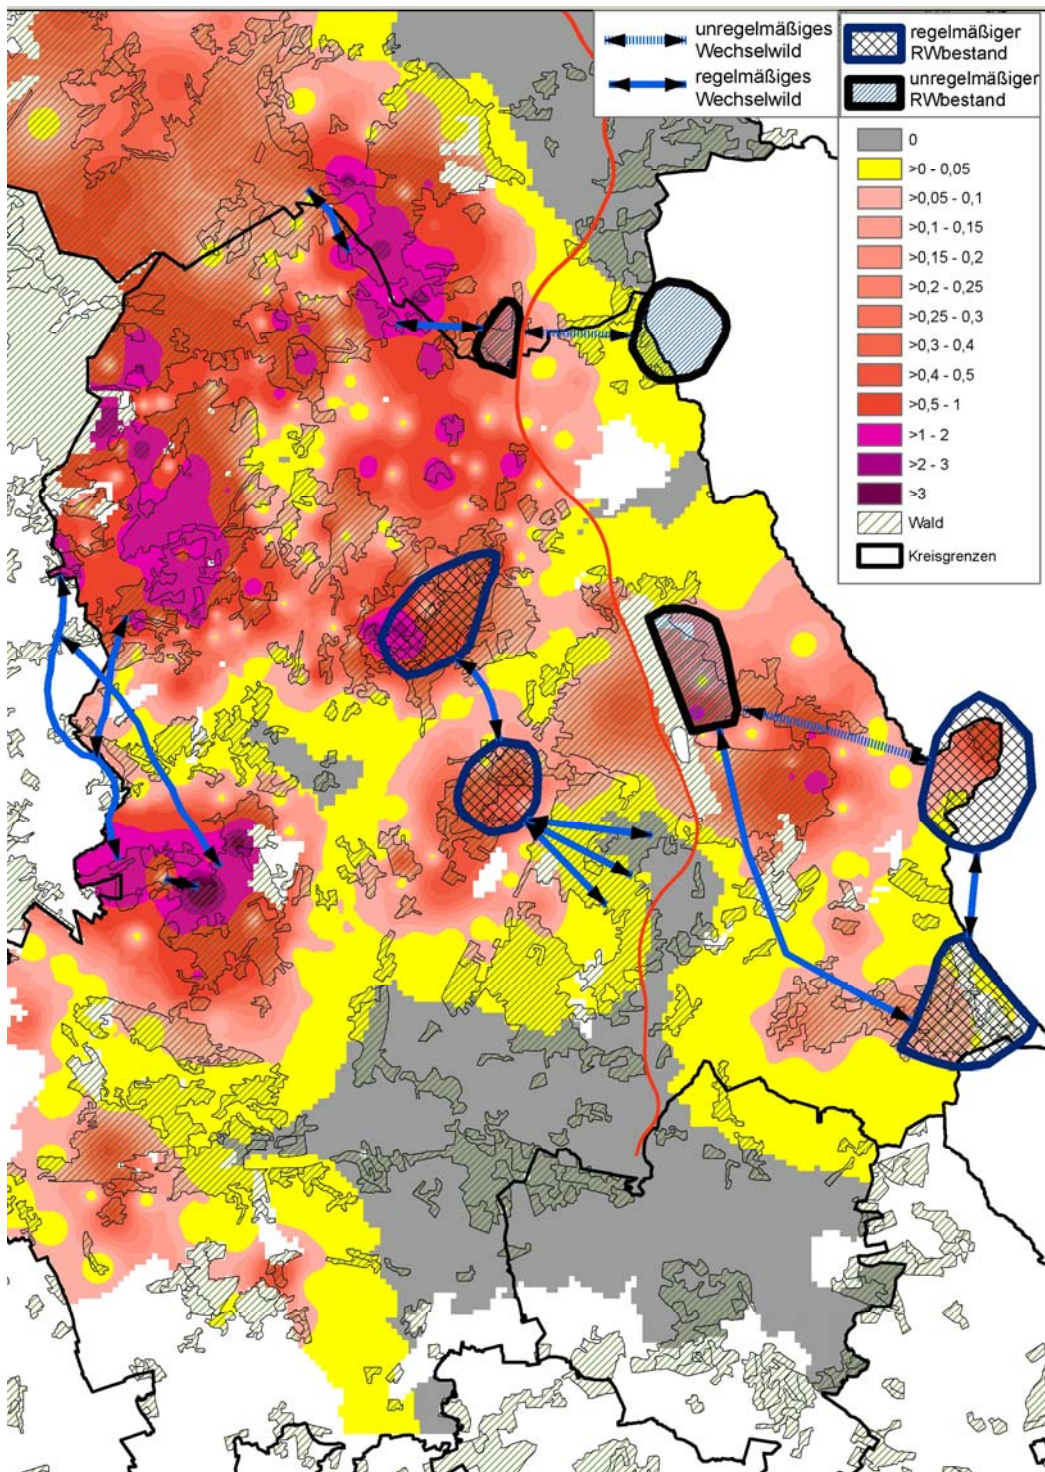 unregelmäßiges
Wechselwild
regelmäßiges
Wechselwild
regelmäßiger
RWbestand
unregelmäßiger
RWbestand
0
>0 - 0,05
>0,05 - 0,1
>0,1 - 0,15
>0,15 - 0,2
>0,2 - 0,25
>0,25 - 0,3
>0,3 - 0,4
>0,4 - 0,5
>0,5 - 1
>1 - 2
>2 - 3
>3
Wald
Kreisgrenzen